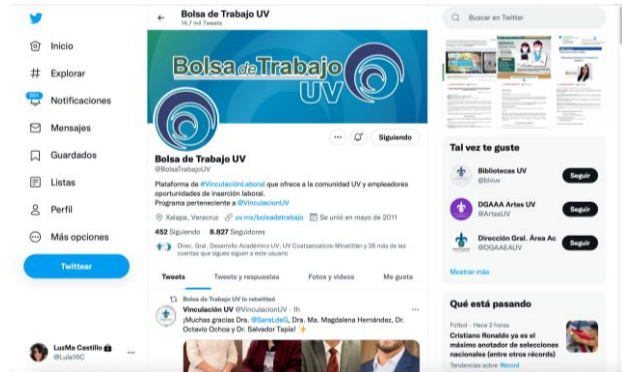 Inicio
Explorar
20+
Notificaciones
Mensajes
Guardados
Listas
Perfil
Más opciones
Twittear
LuzMa Castillo
@Lula16C
Bolsa de Trabajo UV
14,7 mil Tweets
Bolsa de Trabajo
UV
Siguiendo
Bolsa de Trabajo UV
@BolsaTrabajoUV
Plataforma de #VinculaciónLaboral que ofrece a la comunidad UV y empleadores
oportunidades de inserción laboral.
Programa perteneciente a @VinculacionUV
Xalapa, Veracruz uv.mx/bolsadetrabajo Se unió en mayo de 2011
452 Siguiendo 8.827 Seguidores
Direc. Gral. Desarrollo Académico UV, UV Coatzacoalcos-Minatitlán y 28 más de las
cuentas que sigues siguen a este usuario
Tweets Tweets y respuestas Fotos y videos Me gusta
Bolsa de Trabajo UV lo retwitteó
Vinculación UV @VinculacionUV · 1h
¡Muchas gracias Dra. @SaraLdeG, Dra. Ma. Magdalena Hernández, Dr.
Octavio Ochoa y Dr. Salvador Tapia!
Buscar en Twitter
Tal vez te guste
Bibliotecas UV
@bivuv
Seguir
DGAAA Artes UV
@ArtesUV
Seguir
Dirección Gral. Área Ac
@DGAAEAUV
Seguir
Mostrar más
Qué está pasando
Fútbol · Hace 2 horas
Cristiano Ronaldo ya es el
máximo anotador de selecciones
nacionales (entre otros récords)
Tendencias sobre Récord